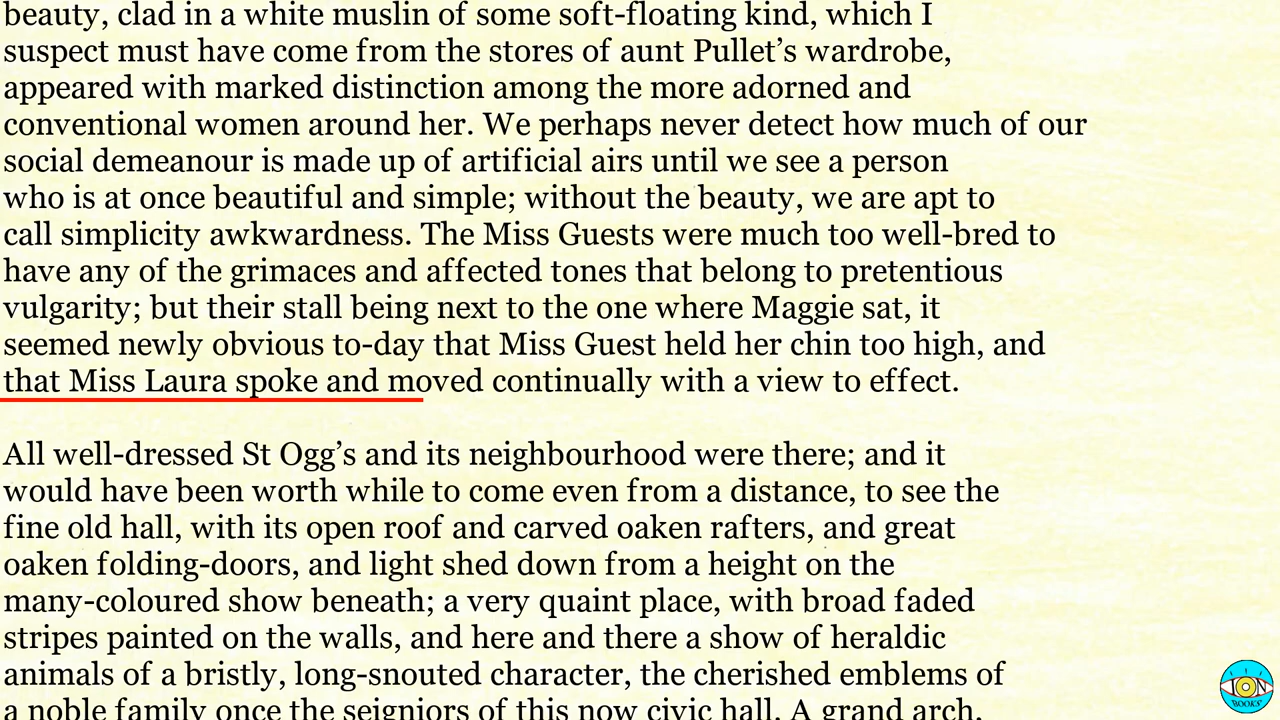 beauty, clad in a white muslin of some soft-floating kind, which I
suspect must have come from the stores of aunt Pullet’s wardrobe,
appeared with marked distinction among the more adorned and
conventional women around her. We perhaps never detect how much of our
social demeanour is made up of artificial airs until we see a person
who is at once beautiful and simple; without the beauty, we are apt to
call simplicity awkwardness. The Miss Guests were much too well-bred to
have any of the grimaces and affected tones that belong to pretentious
vulgarity; but their stall being next to the one where Maggie sat, it
seemed newly obvious to-day that Miss Guest held her chin too high, and
that Miss Laura spoke and moved continually with a view to effect.
All well-dressed St Ogg’s and its neighbourhood were there; and it
would have been worth while to come even from a distance, to see the
fine old hall, with its open roof and carved oaken rafters, and great
oaken folding-doors, and light shed down from a height on the
many-coloured show beneath; a very quaint place, with broad faded
stripes painted on the walls, and here and there a show of heraldic
animals of a bristly, long-snouted character, the cherished emblems of
a noble family once the seigniors of this now civic hall. A grand arch,
ION
BOOKS